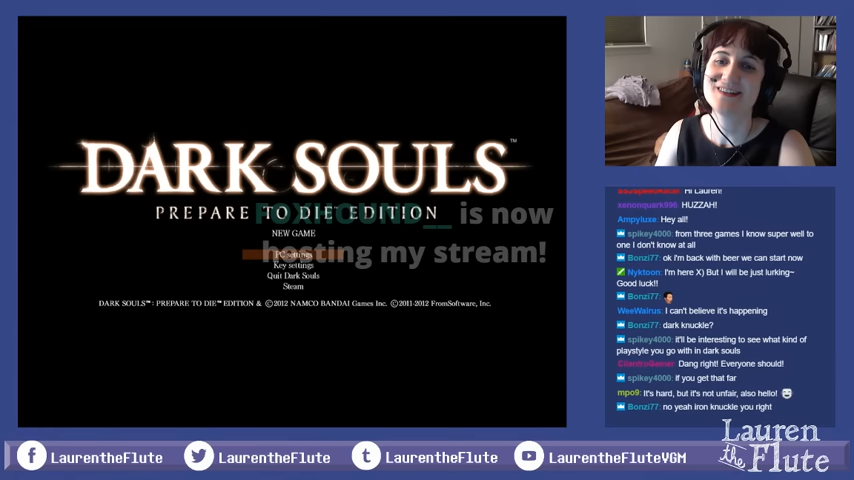 DARK SOULS™
PREPARE TO DIE EDITION
FOXHOUND__ is now
hosting my stream!
NEW GAME
PC settings
Key settings
Quit Dark Souls
Steam
DARK SOULS™ : PREPARE TO DIE™ EDITION & ©2012 NAMCO BANDAI Games Inc. ©2011-2012 FromSoftware, Inc.
Hi Lauren!
xenomquark996 HUZZAH!
Ampyluxe: Hey all!
spikey4000: from three games I know super well to
one I don't know at all
Bonzi77: ok I'm back with beer we can start now
Nyktoon: I'm here X) But I will be just lurking~
Good luck!!
Bonzi77:
WeeWalrus: I can't believe it's happening
Bonzi77: dark knuckle?
spikey4000: it'll be interesting to see what kind of
playstyle you go with in dark souls
Dang right! Everyone should!
spikey4000: if you get that far
mpo9: It's hard, but it's not unfair, also hello!
Bonzi77: no yeah iron knuckle you right
Lauren
the Flute
f LaurentheFlute
LaurentheFlute
t LaurentheFlute
LaurentheFluteVGM